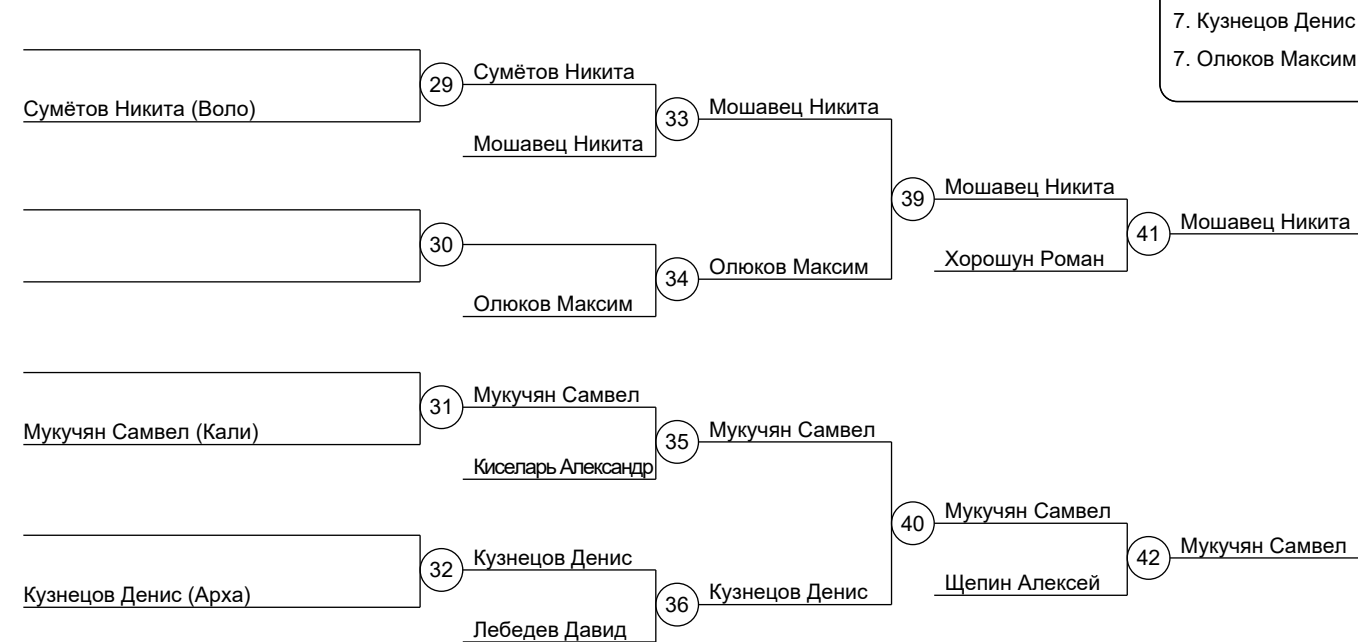 7. Кузнецов Денис
7. Олюков Максим
29
Сумётов Никита
Сумётов Никита (Воло)
Мошавец Никита
33
Мошавец Никита
39
Мошавец Никита
41
Мошавец Никита
Хорошун Роман
30
34
Олюков Максим
Олюков Максим
31
Мукучян Самвел
Мукучян Самвел (Кали)
35
Мукучян Самвел
Киселарь Александр
40
Мукучян Самвел
42
Мукучян Самвел
Щепин Алексей
32
Кузнецов Денис
Кузнецов Денис (Арха)
36
Кузнецов Денис
Лебедев Давид